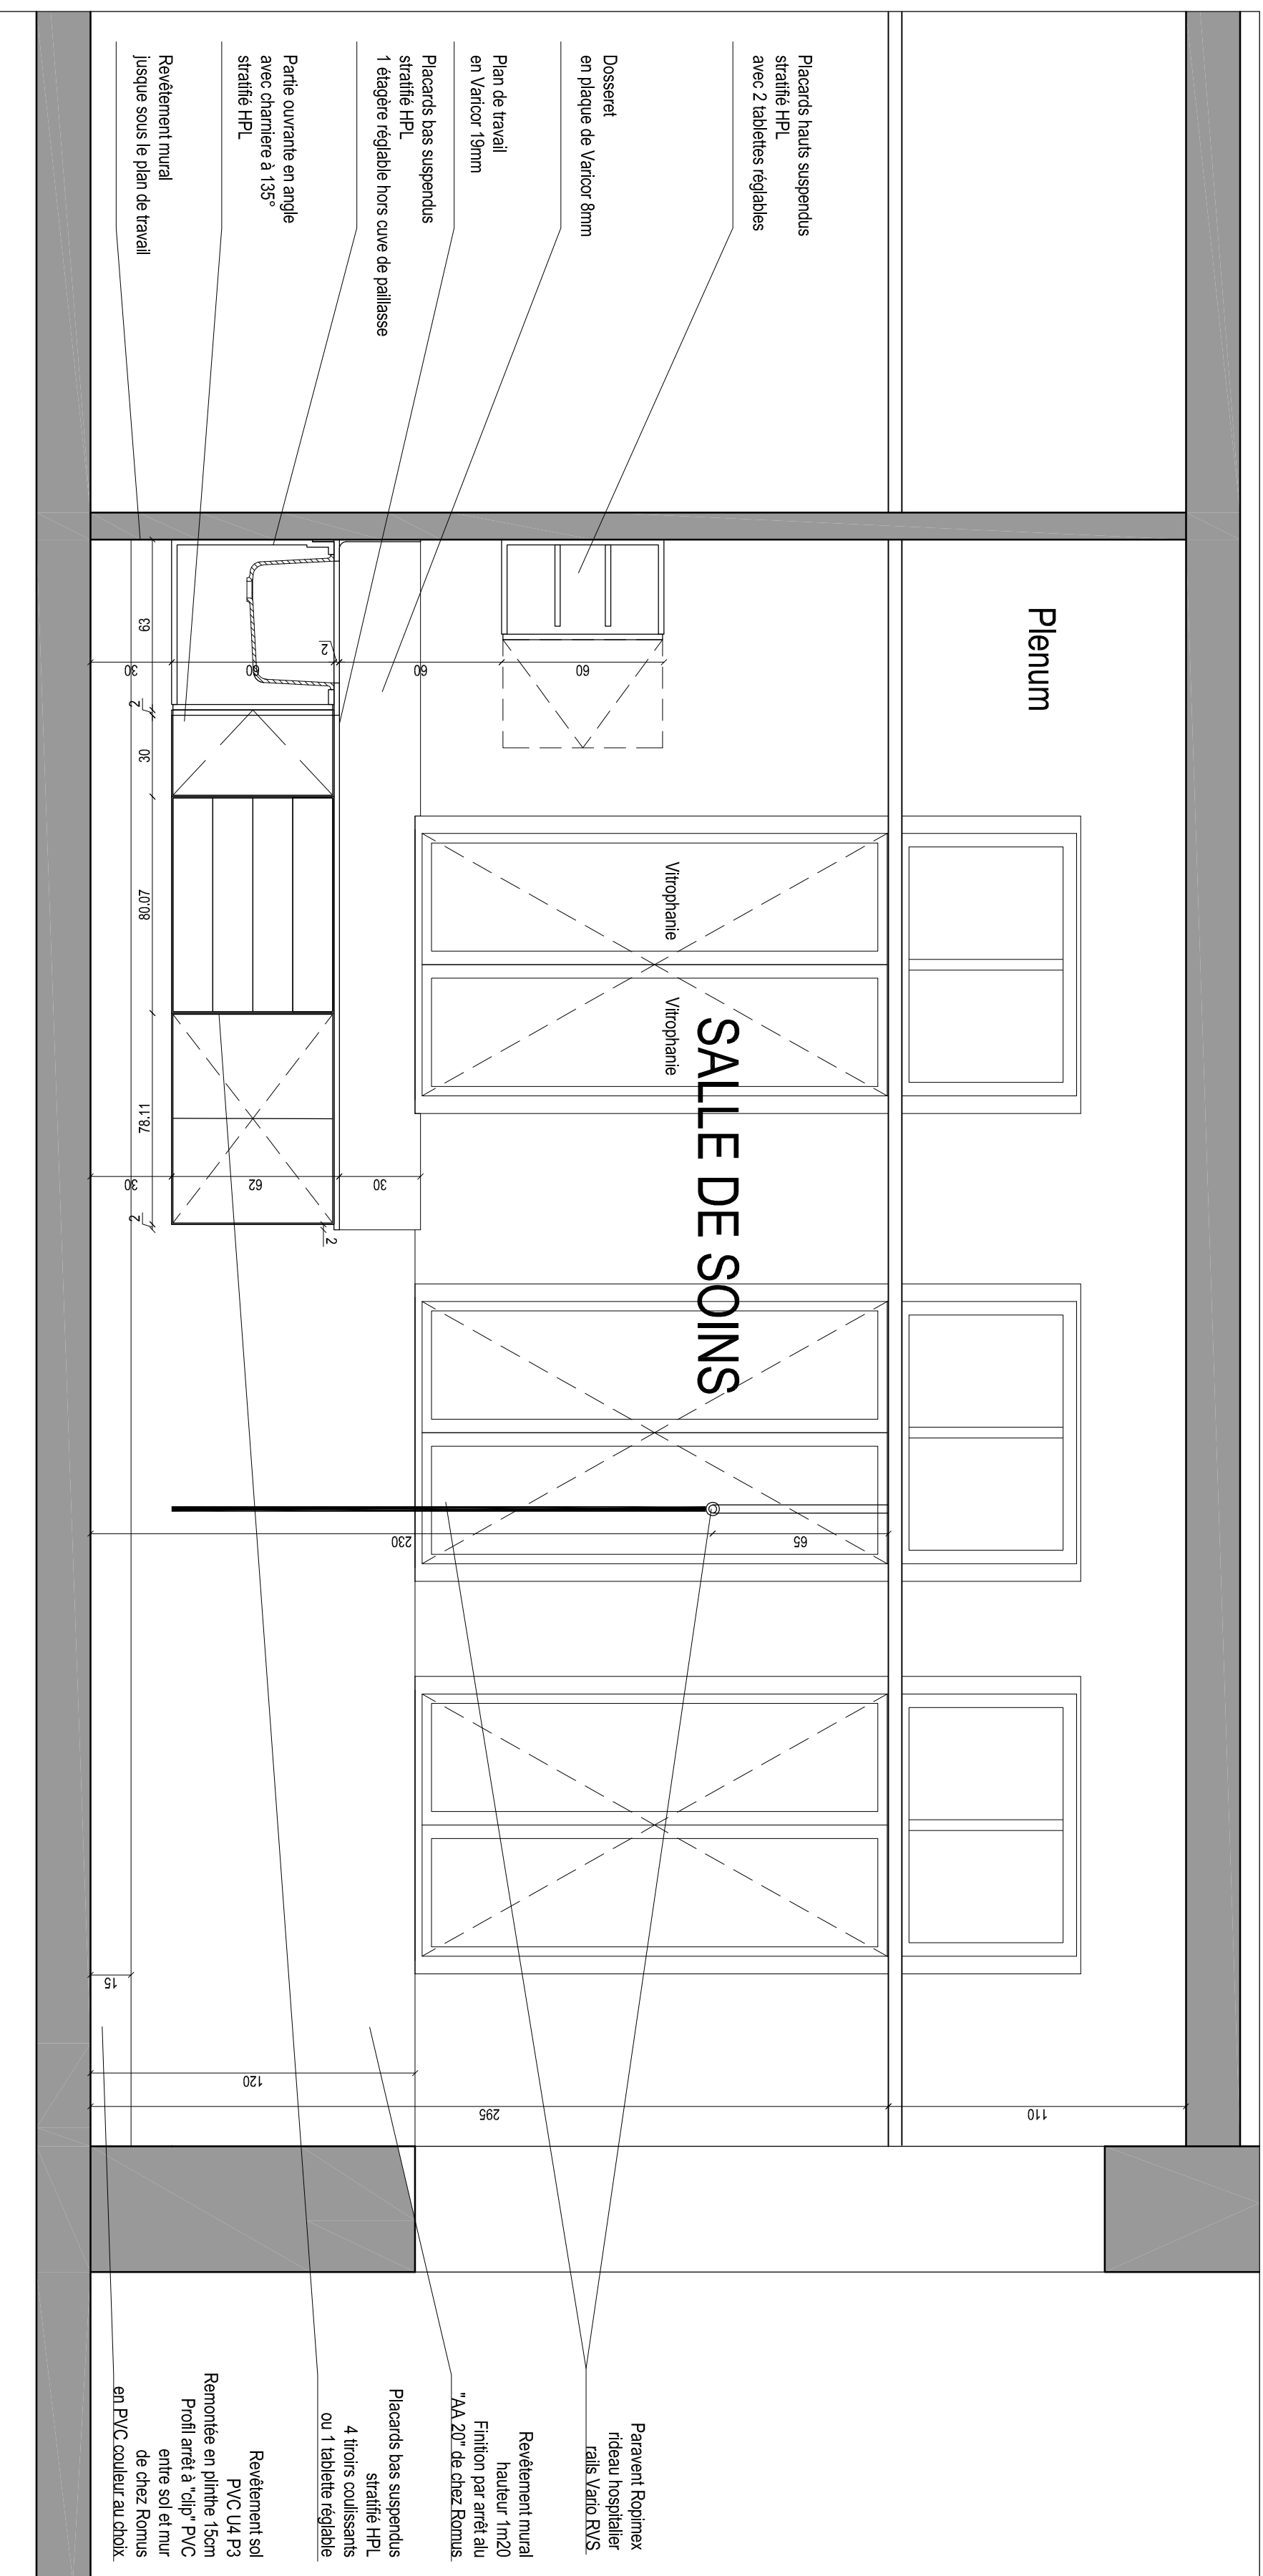 Plenum
SALLE DE SOINS
Vitrophanie
Vitrophanie
Placards hauts suspendus
stratifié HPL
avec 2 tablettes réglables
Dosseret
en plaque de Varicor 8mm
Plan de travail
en Varicor 19mm
Placards bas suspendus
stratifié HPL
1 étagère réglable hors cuve de paillasse
Partie ouvrante en angle
avec charniere à 135°
stratifié HPL
Revêtement mural
jusque sous le plan de travail
60
60
2
60
30
63
2
30
80.07
78.11
2
30
62
30
2
65
230
15
120
295
110
Paravent Ropimex
rideau hospitalier
rails Vario RVS
Revêtement mural
hauteur 1m20
Finition par arrêt alu
"AA 20" de chez Romus
Placards bas suspendus
stratifié HPL
4 tiroirs coulissants
ou 1 tablette réglable
Revêtement sol
PVC U4 P3
Remontée en plinthe 15cm
Profil arrêt à "clip" PVC
entre sol et mur
de chez Romus
en PVC couleur au choix